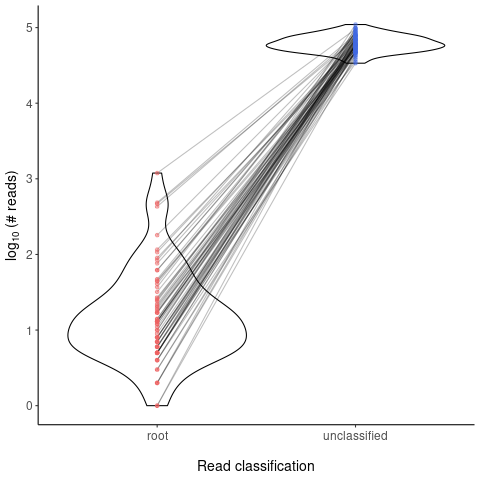 5
4
3
2
1
0
log₁₀ (# reads)
root unclassified
Read classification